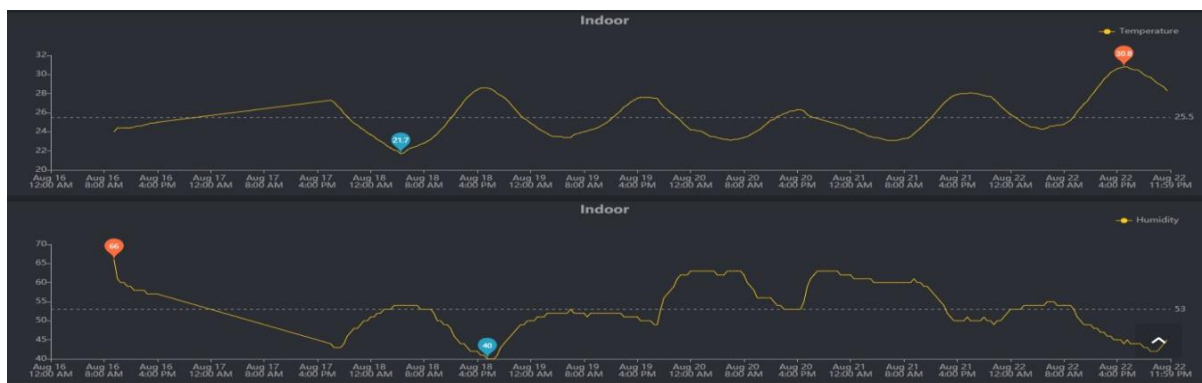 Indoor
Temperature
32
30.8
30
28
26
25.5
24
22
21.7
20
Aug 16 Aug 16 Aug 16 Aug 17 Aug 17 Aug 17 Aug 18 Aug 18 Aug 18 Aug 19 Aug 19 Aug 19 Aug 20 Aug 20 Aug 20 Aug 21 Aug 21 Aug 21 Aug 22 Aug 22 Aug 22 Aug 22
12:00 AM 8:00 AM 4:00 PM 12:00 AM 8:00 AM 4:00 PM 12:00 AM 8:00 AM 4:00 PM 12:00 AM 8:00 AM 4:00 PM 12:00 AM 8:00 AM 4:00 PM 12:00 AM 8:00 AM 4:00 PM 12:00 AM 8:00 AM 4:00 PM 11:59 PM
Indoor
Humidity
70
66
65
60
55
53
50
45
40
40
Aug 16 Aug 16 Aug 16 Aug 17 Aug 17 Aug 17 Aug 18 Aug 18 Aug 18 Aug 19 Aug 19 Aug 19 Aug 20 Aug 20 Aug 20 Aug 21 Aug 21 Aug 21 Aug 22 Aug 22 Aug 22 Aug 22
12:00 AM 8:00 AM 4:00 PM 12:00 AM 8:00 AM 4:00 PM 12:00 AM 8:00 AM 4:00 PM 12:00 AM 8:00 AM 4:00 PM 12:00 AM 8:00 AM 4:00 PM 12:00 AM 8:00 AM 4:00 PM 12:00 AM 8:00 AM 4:00 PM 11:59 PM